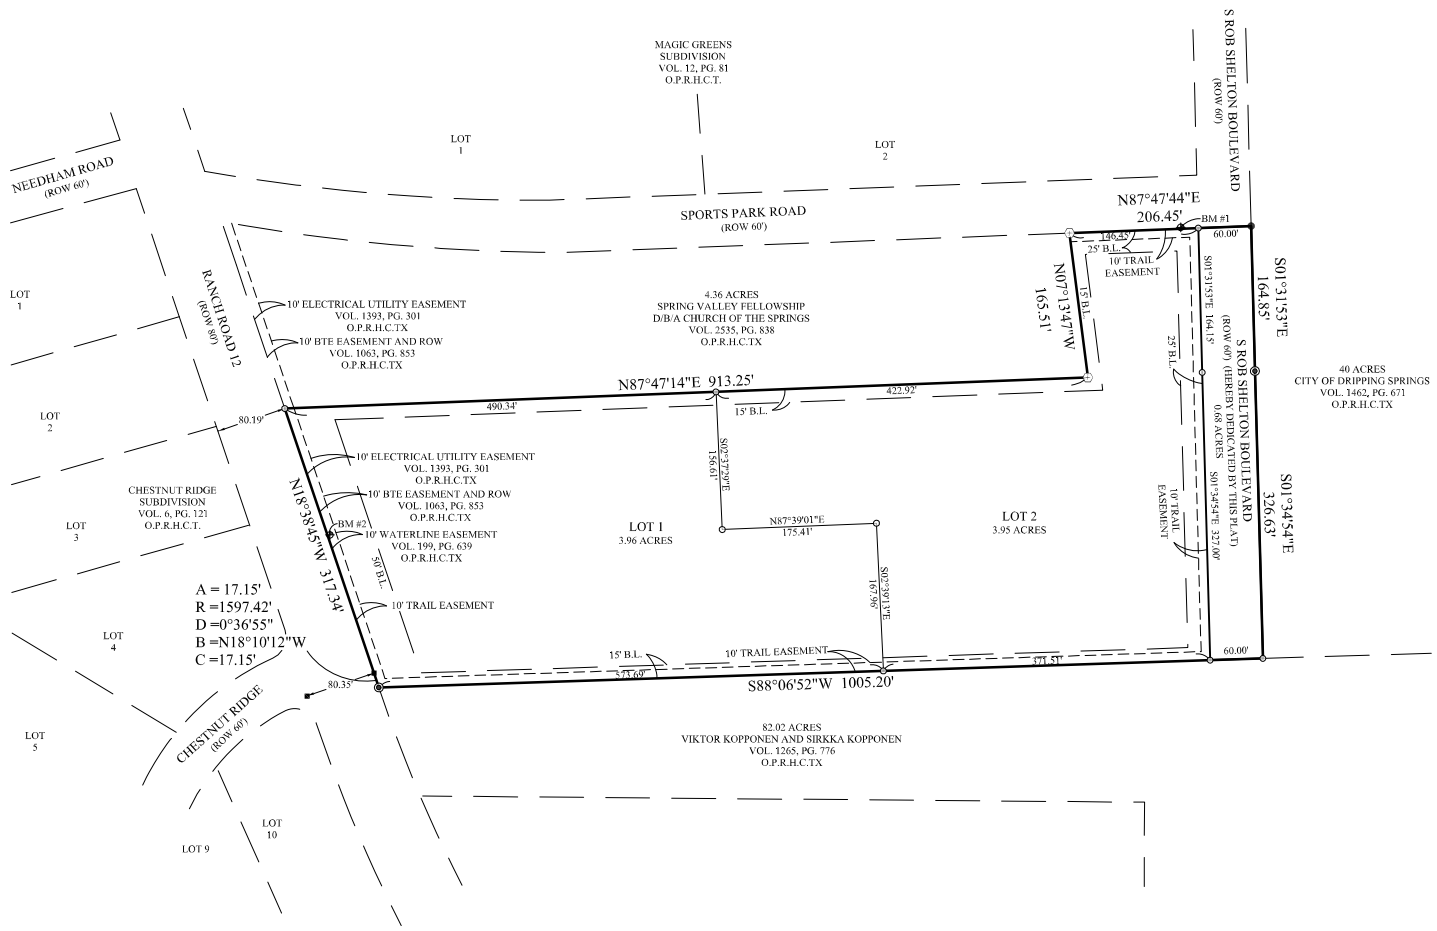 MAGIC GREENS
SUBDIVISION
VOL. 12, PG. 81
O.P.R.H.C.T.
S ROB SHELTON BOULEVARD
(ROW 60')
LOT
1
LOT
2
NEEDHAM ROAD
(ROW 60')
SPORTS PARK ROAD
(ROW 60')
N87°47'44"E
206.45'
BM #1
146.45'
60.00'
25' B.L.
10' TRAIL
EASEMENT
RANCH ROAD 12
(ROW 80')
LOT
1
10' ELECTRICAL UTILITY EASEMENT
VOL. 1393, PG. 301
O.P.R.H.C.TX
10' BTE EASEMENT AND ROW
VOL. 1063, PG. 853
O.P.R.H.C.TX
4.36 ACRES
SPRING VALLEY FELLOWSHIP
D/B/A CHURCH OF THE SPRINGS
VOL. 2535, PG. 838
O.P.R.H.C.TX
N07°13'47"W
165.51'
15' B.L.
S01°31'53"E 164.15'
S01°31'53"E
164.85'
25' B.L.
S ROB SHELTON BOULEVARD
(ROW 60') (HEREBY DEDICATED BY THIS PLAT)
0.68 ACRES
40 ACRES
CITY OF DRIPPING SPRINGS
VOL. 1462, PG. 671
O.P.R.H.C.TX
N87°47'14"E 913.25'
490.34'
422.92'
15' B.L.
80.19'
LOT
2
10' ELECTRICAL UTILITY EASEMENT
VOL. 1393, PG. 301
O.P.R.H.C.TX
10' BTE EASEMENT AND ROW
VOL. 1063, PG. 853
O.P.R.H.C.TX
BM #2
10' WATERLINE EASEMENT
VOL. 199, PG. 639
O.P.R.H.C.TX
10' TRAIL EASEMENT
50' B.L.
N18°38'45"W 317.34'
S02°37'29"E
156.61'
LOT 1
3.96 ACRES
N87°39'01"E
175.41'
LOT 2
3.95 ACRES
S02°39'13"E
167.96'
10' TRAIL
EASEMENT
S01°34'54"E 327.00'
S01°34'54"E
326.63'
CHESTNUT RIDGE
SUBDIVISION
VOL. 6, PG. 121
O.P.R.H.C.T.
LOT
3
A = 17.15'
R =1597.42'
D =0°36'55"
B =N18°10'12"W
C =17.15'
LOT
4
80.35'
CHESTNUT RIDGE
(ROW 60')
LOT
5
15' B.L.
573.69'
10' TRAIL EASEMENT
371.51'
60.00'
S88°06'52"W 1005.20'
82.02 ACRES
VIKTOR KOPPONEN AND SIRKKA KOPPONEN
VOL. 1265, PG. 776
O.P.R.H.C.TX
LOT
10
LOT 9